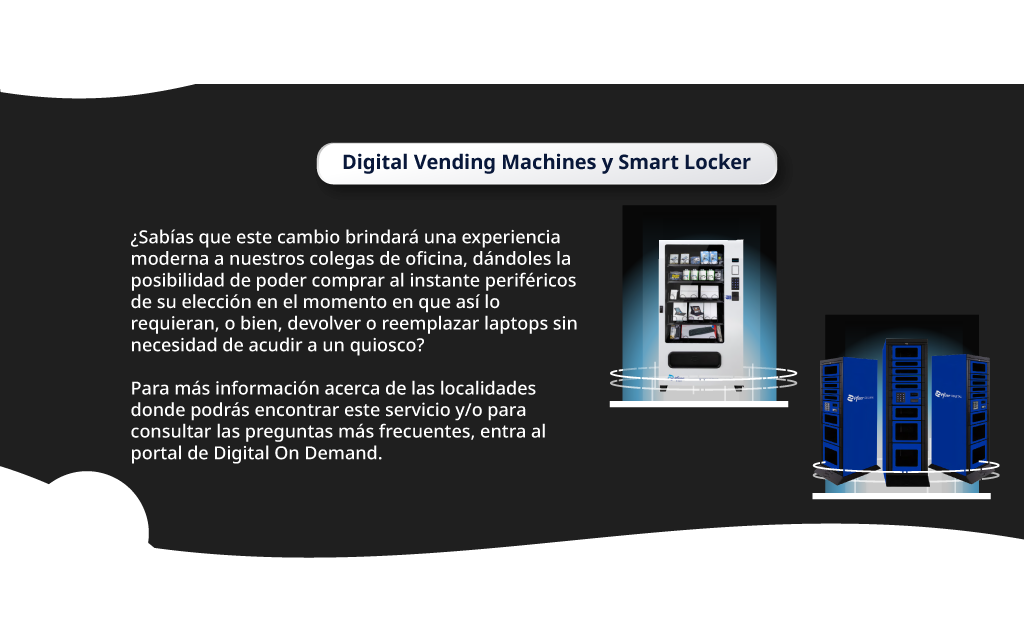 Digital Vending Machines y Smart Locker
¿Sabías que este cambio brindará una experiencia
moderna a nuestros colegas de oficina, dándoles la
posibilidad de poder comprar al instante periféricos
de su elección en el momento en que así lo
requieran, o bien, devolver o reemplazar laptops sin
necesidad de acudir a un quiosco?
Para más información acerca de las localidades
donde podrás encontrar este servicio y/o para
consultar las preguntas más frecuentes, entra al
portal de Digital On Demand.